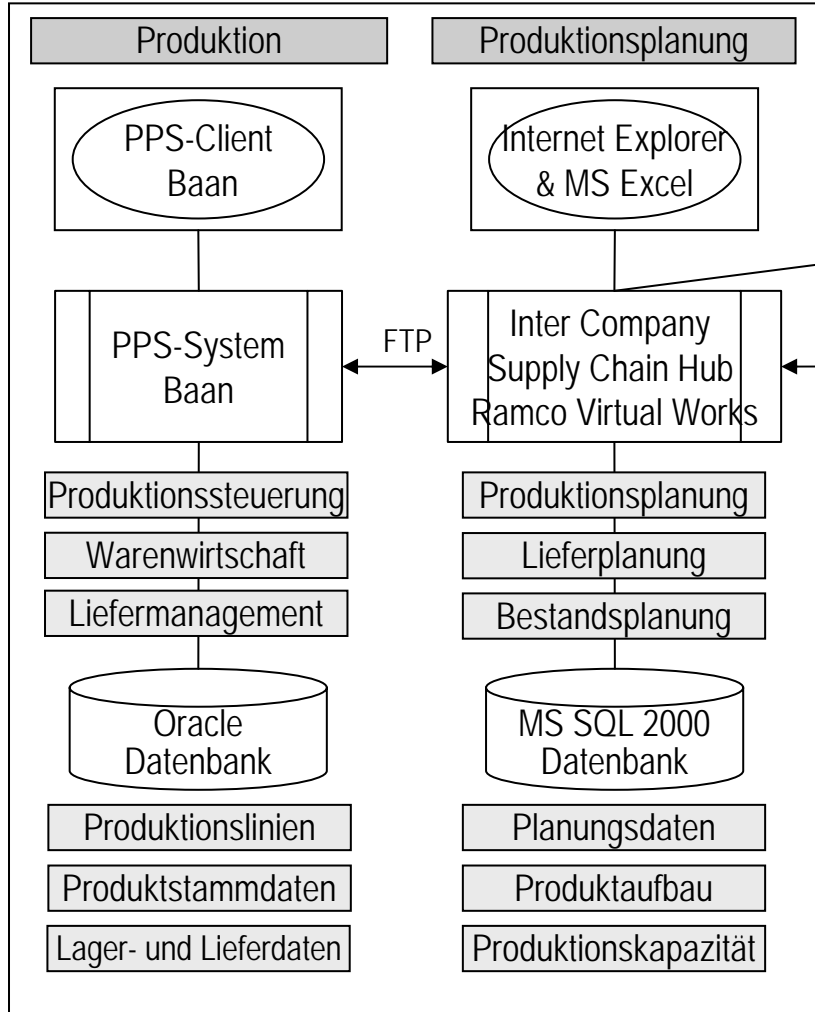 Produktion
PPS-Client
Baan
PPS-System
Baan
Produktionssteuerung
Warenwirtschaft
Liefermanagement
Oracle
Datenbank
Produktionslinien
Produktstammdaten
Lager- und Lieferdaten
FTP
Produktionsplanung
Internet Explorer
& MS Excel
Inter Company
Supply Chain Hub
Ramco Virtual Works
Produktionsplanung
Lieferplanung
Bestandsplanung
MS SQL 2000
Datenbank
Planungsdaten
Produktaufbau
Produktionskapazität